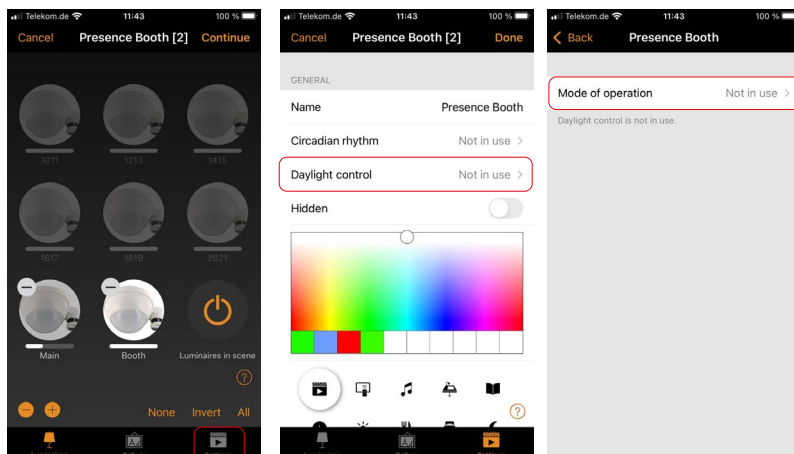 Telekom.de 11:43 100 %
Cancel Presence Booth [2] Continue
1011 1213 1415
1617 1819 2021
Main Booth Luminaires in scene
?
None Invert All
Telekom.de 11:43 100 %
Cancel Presence Booth [2] Done
GENERAL
Name Presence Booth
Circadian rhythm Not in use >
Daylight control Not in use >
Hidden
?
Telekom.de 11:43 100 %
Back Presence Booth
Mode of operation Not in use >
Daylight control is not in use.